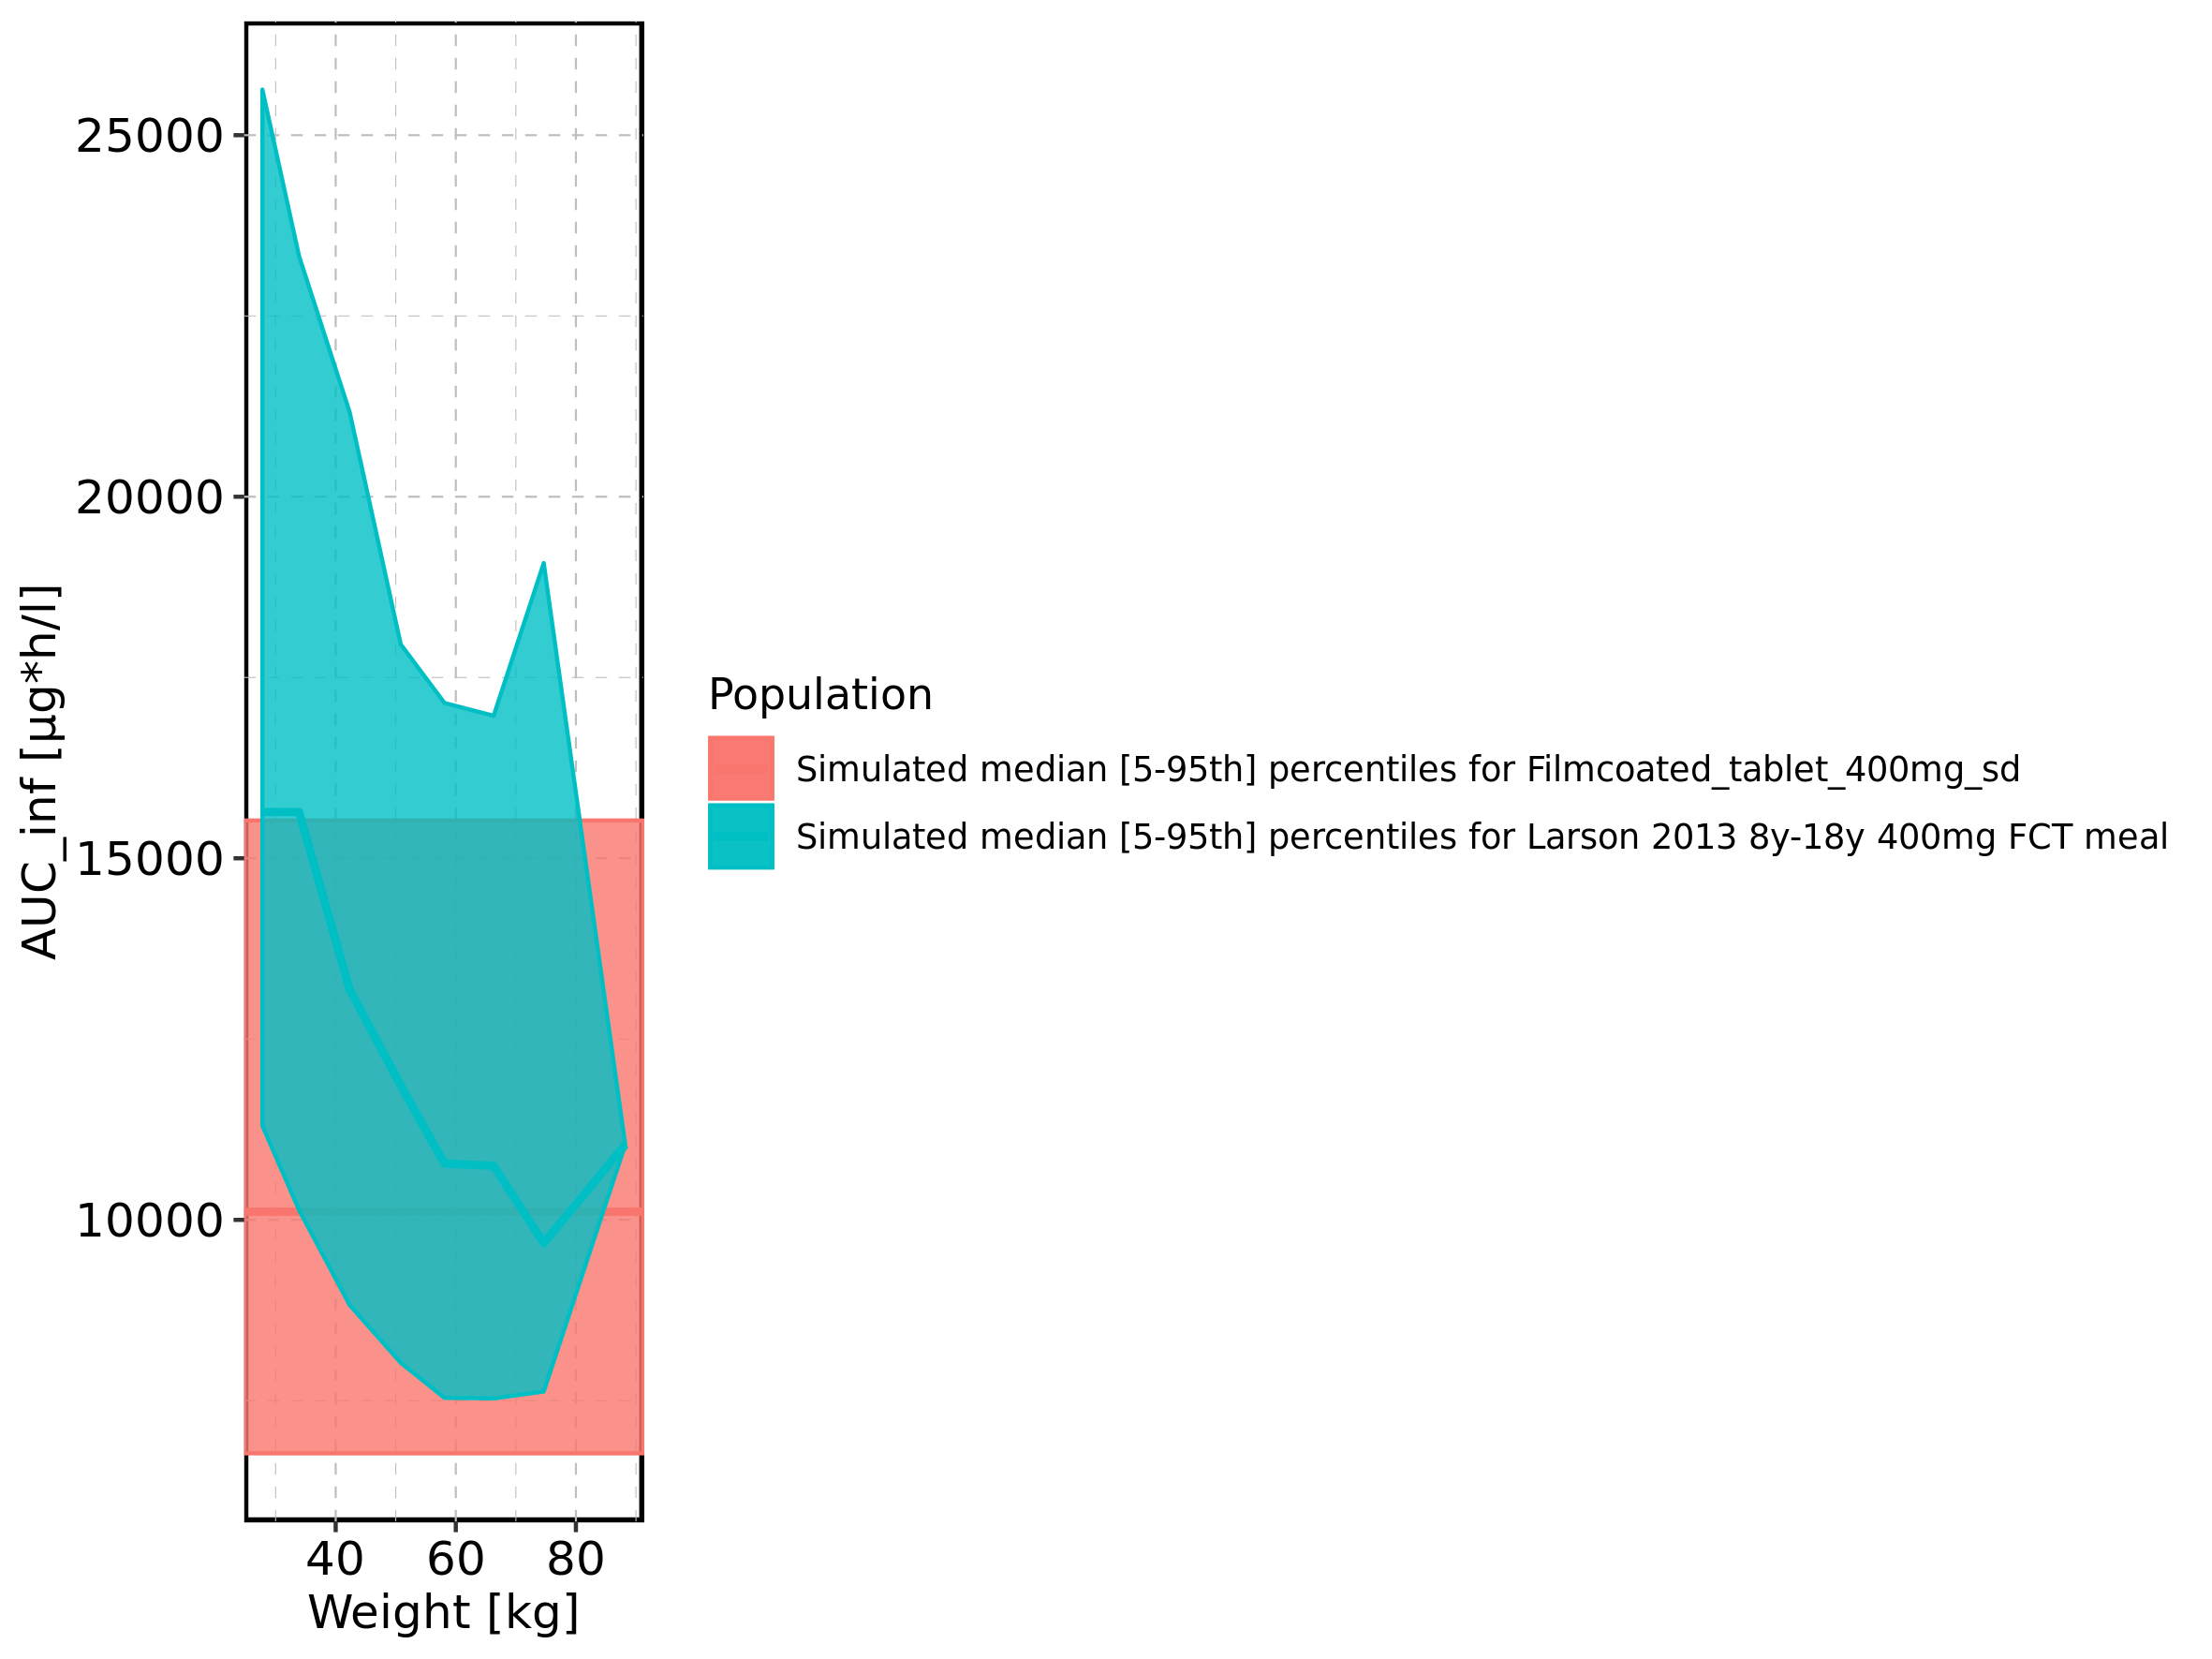 25000
20000
15000
10000
AUC_inf [µg*h/l]
40 60 80
Weight [kg]
Population
Simulated median [5-95th] percentiles for Filmcoated_tablet_400mg_sd
Simulated median [5-95th] percentiles for Larson 2013 8y-18y 400mg FCT meal